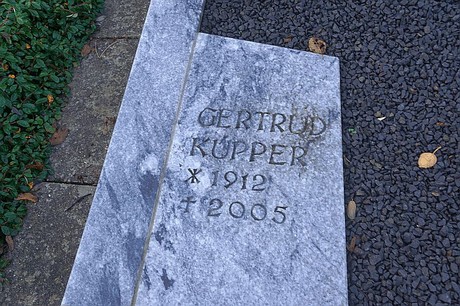 GERTRUD
KÜPPER
* 1912
† 2005